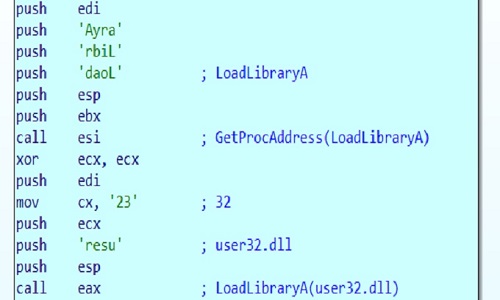 push edi
push 'Ayra'
push 'rbiL'
push 'daoL' ; LoadLibraryA
push esp
push ebx
call esi ; GetProcAddress(LoadLibraryA)
xor ecx, ecx
push edi
mov cx, '23' ; 32
push ecx
push 'resu' ; user32.dll
push esp
call eax ; LoadLibraryA(user32.dll)